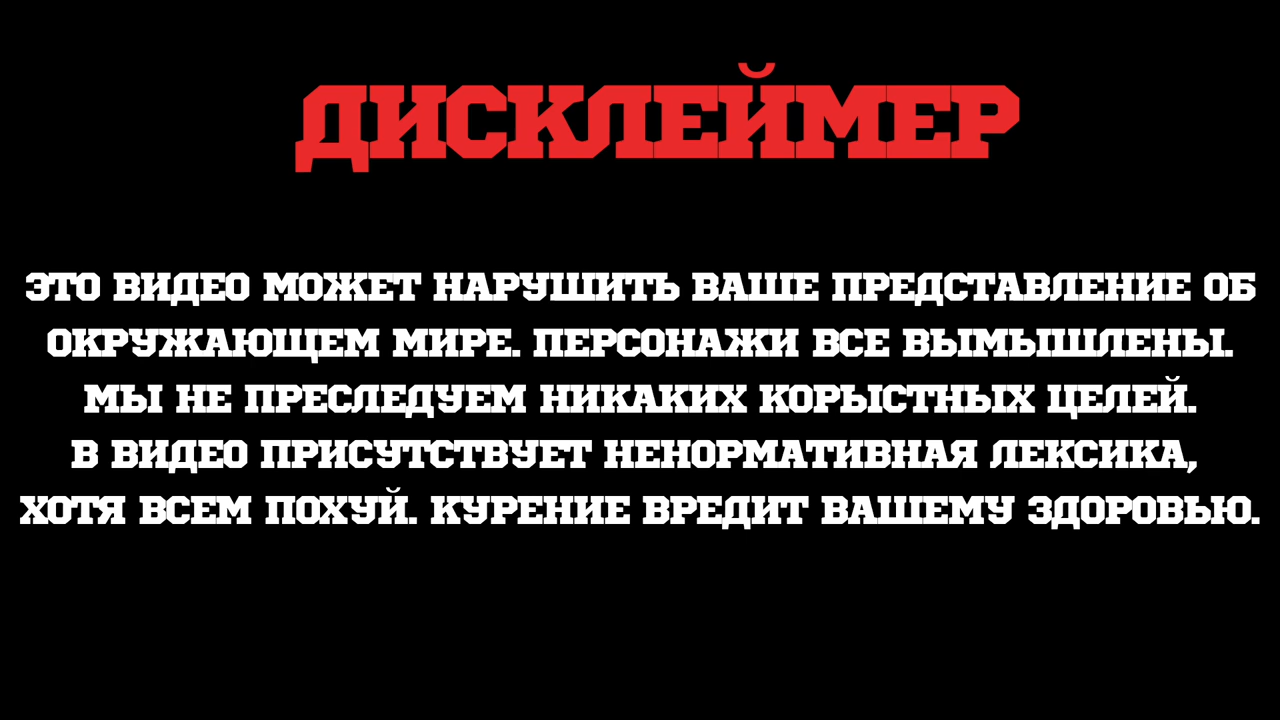 ДИСКЛЕЙМЕР
ЭТО ВИДЕО МОЖЕТ НАРУШИТЬ ВАШЕ ПРЕДСТАВЛЕНИЕ ОБ
ОКРУЖАЮЩЕМ МИРЕ. ПЕРСОНАЖИ ВСЕ ВЫМЫШЛЕНЫ.
МЫ НЕ ПРЕСЛЕДУЕМ НИКАКИХ КОРЫСТНЫХ ЦЕЛЕЙ.
В ВИДЕО ПРИСУТСТВУЕТ НЕНОРМАТИВНАЯ ЛЕКСИКА,
ХОТЯ ВСЕМ ПОХУЙ. КУРЕНИЕ ВРЕДИТ ВАШЕМУ ЗДОРОВЬЮ.